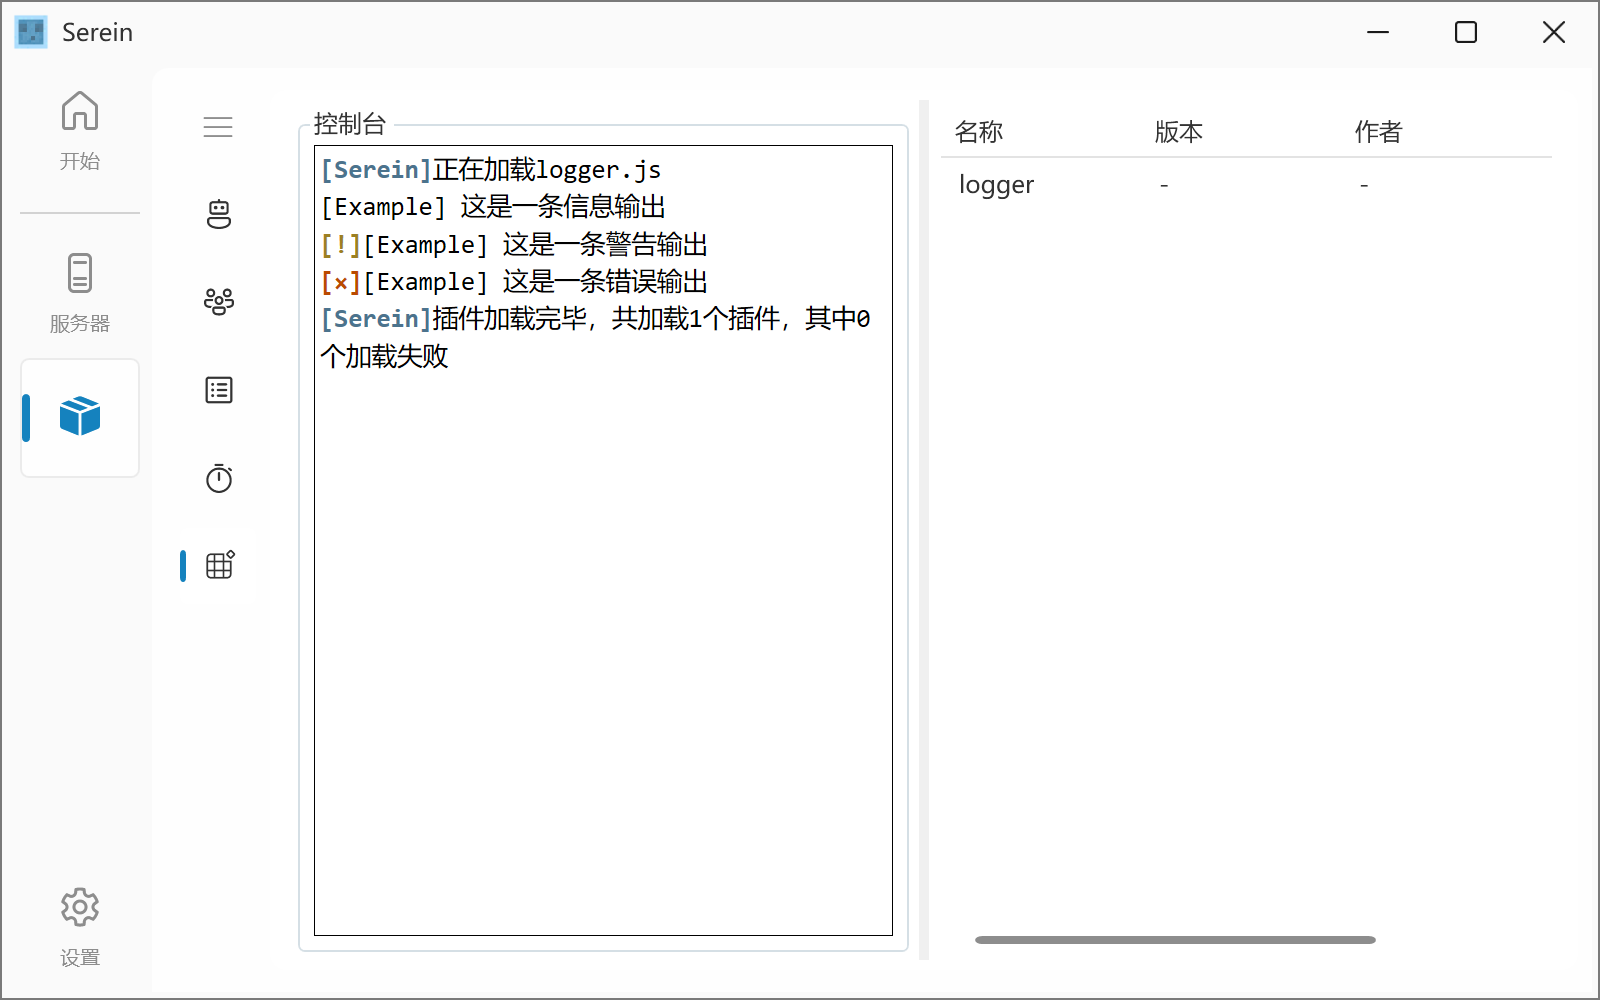 Serein
开始
服务器
设置
控制台
[Serein]正在加载logger.js
[Example] 这是一条信息输出
[!][Example] 这是一条警告输出
[×][Example] 这是一条错误输出
[Serein]插件加载完毕，共加载1个插件，其中0
个加载失败
名称 版本 作者
logger - -